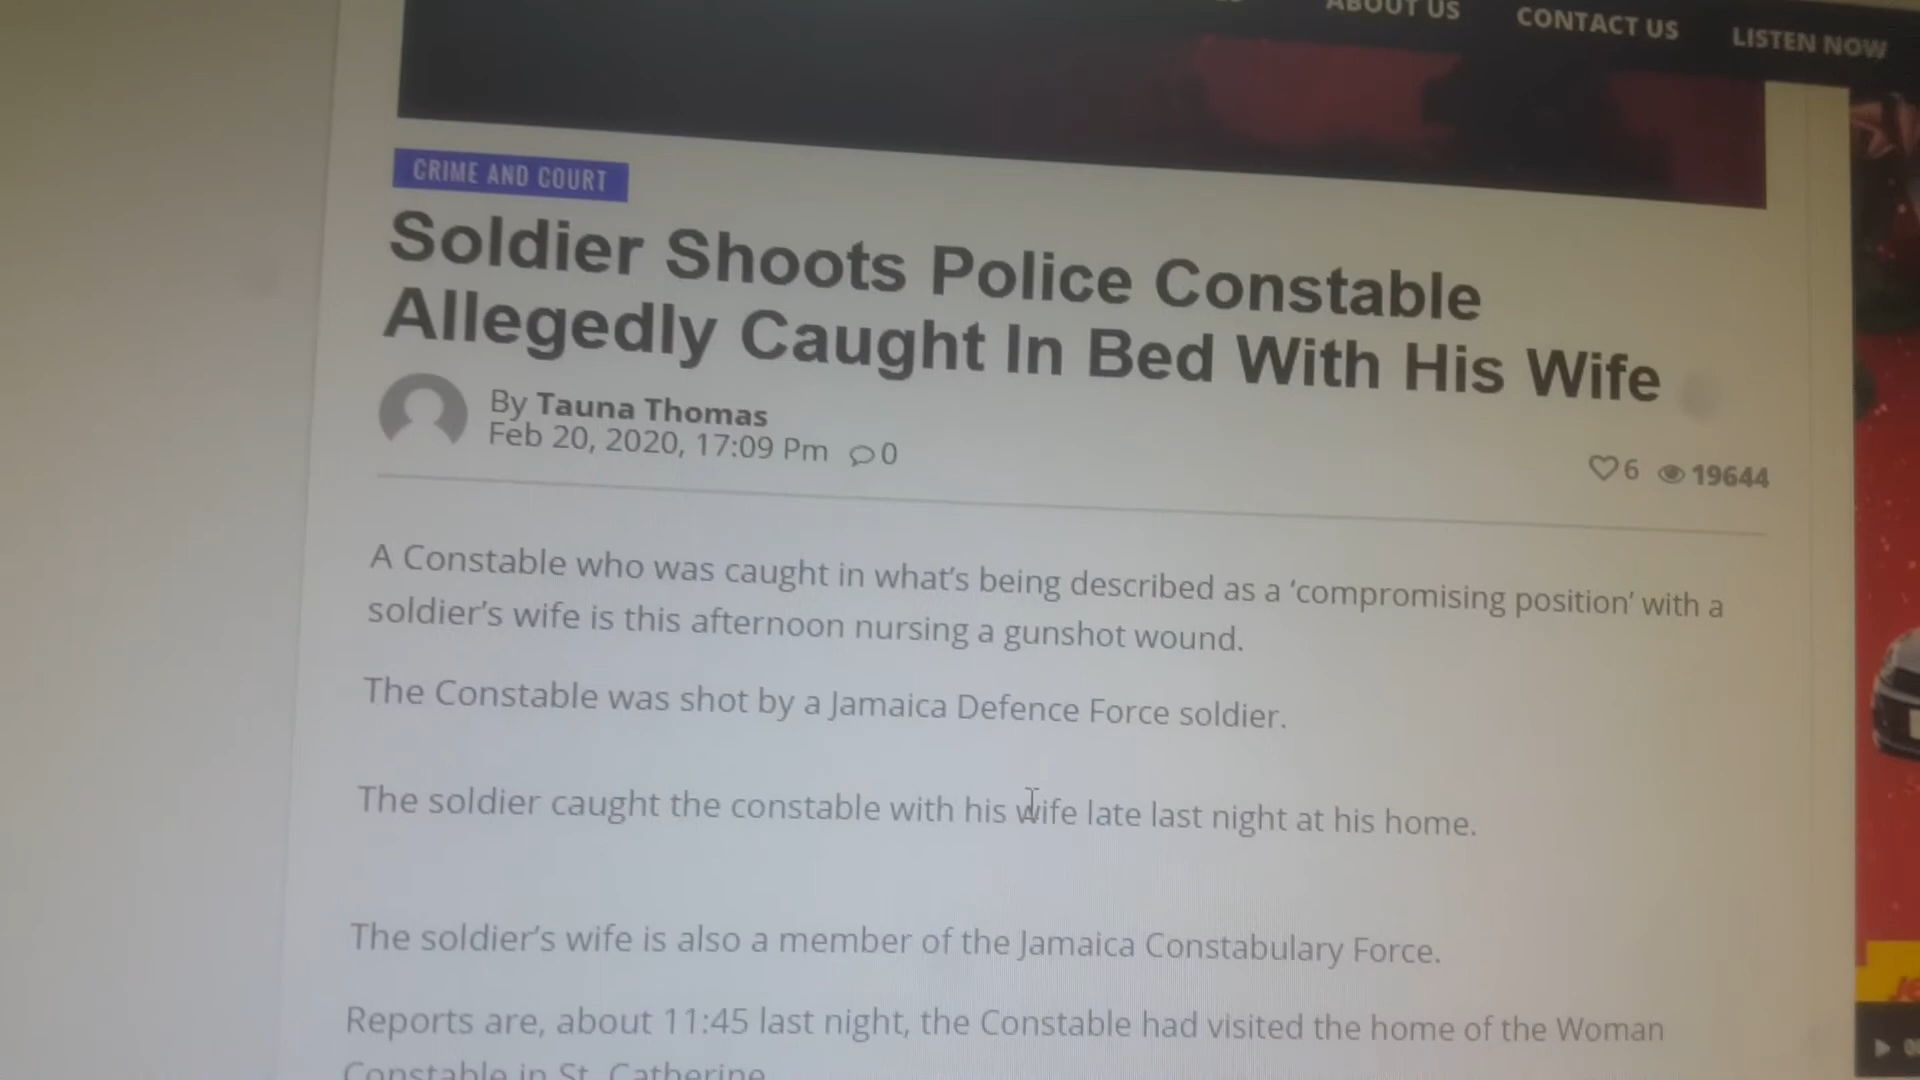 ABOUT US
CONTACT US
LISTEN NOW
CRIME AND COURT
Soldier Shoots Police Constable
Allegedly Caught In Bed With His Wife
By Tauna Thomas
Feb 20, 2020, 17:09 Pm 0
6 19644
A Constable who was caught in what’s being described as a ‘compromising position’ with a
soldier’s wife is this afternoon nursing a gunshot wound.
The Constable was shot by a Jamaica Defence Force soldier.
The soldier caught the constable with his wife late last night at his home.
The soldier’s wife is also a member of the Jamaica Constabulary Force.
Reports are, about 11:45 last night, the Constable had visited the home of the Woman
Constable in St. Catherine